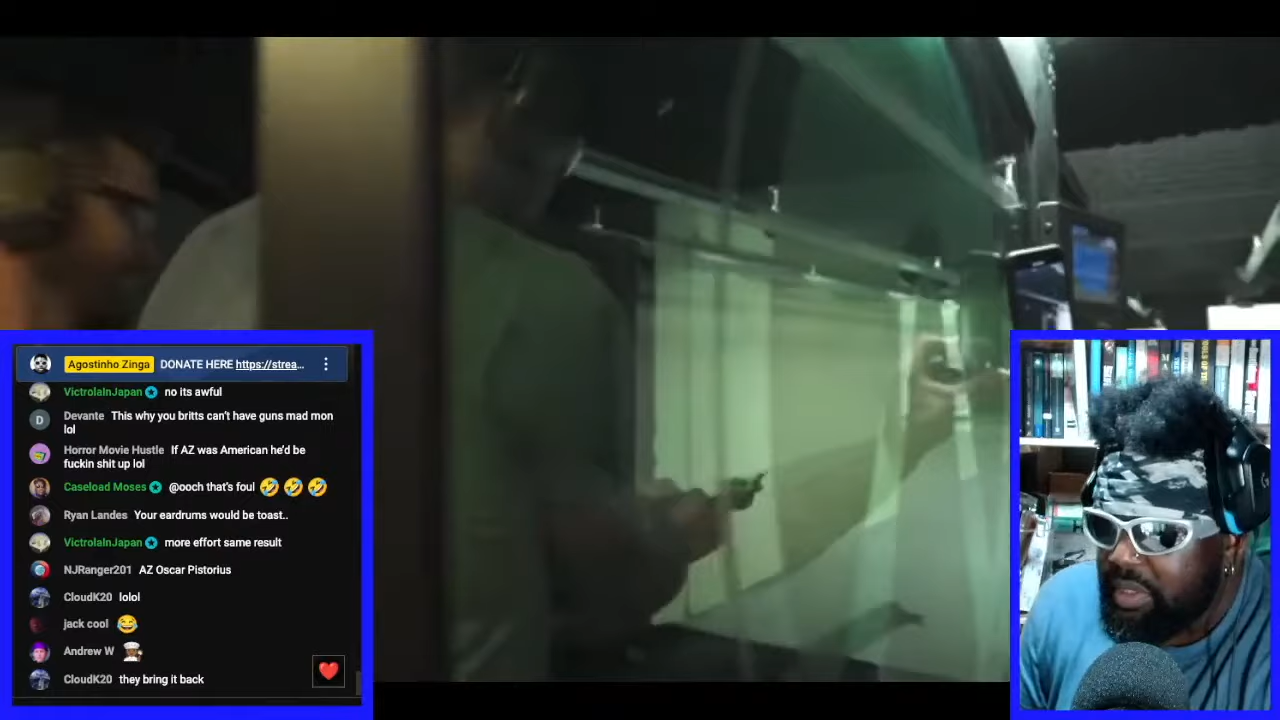 Agostinho Zinga DONATE HERE https://strea...
VictrolaInJapan no its awful
Devante This why you britts can't have guns mad mon
lol
Horror Movie Hustle If AZ was American he'd be
fuckin shit up lol
Caseload Moses @ooch that's foul 🤣 🤣 🤣
Ryan Landes Your eardrums would be toast..
VictrolaInJapan more effort same result
NJRanger201 AZ Oscar Pistorius
CloudK20 lolol
jack cool 😂
Andrew W 👨🏾‍🍳
CloudK20 they bring it back